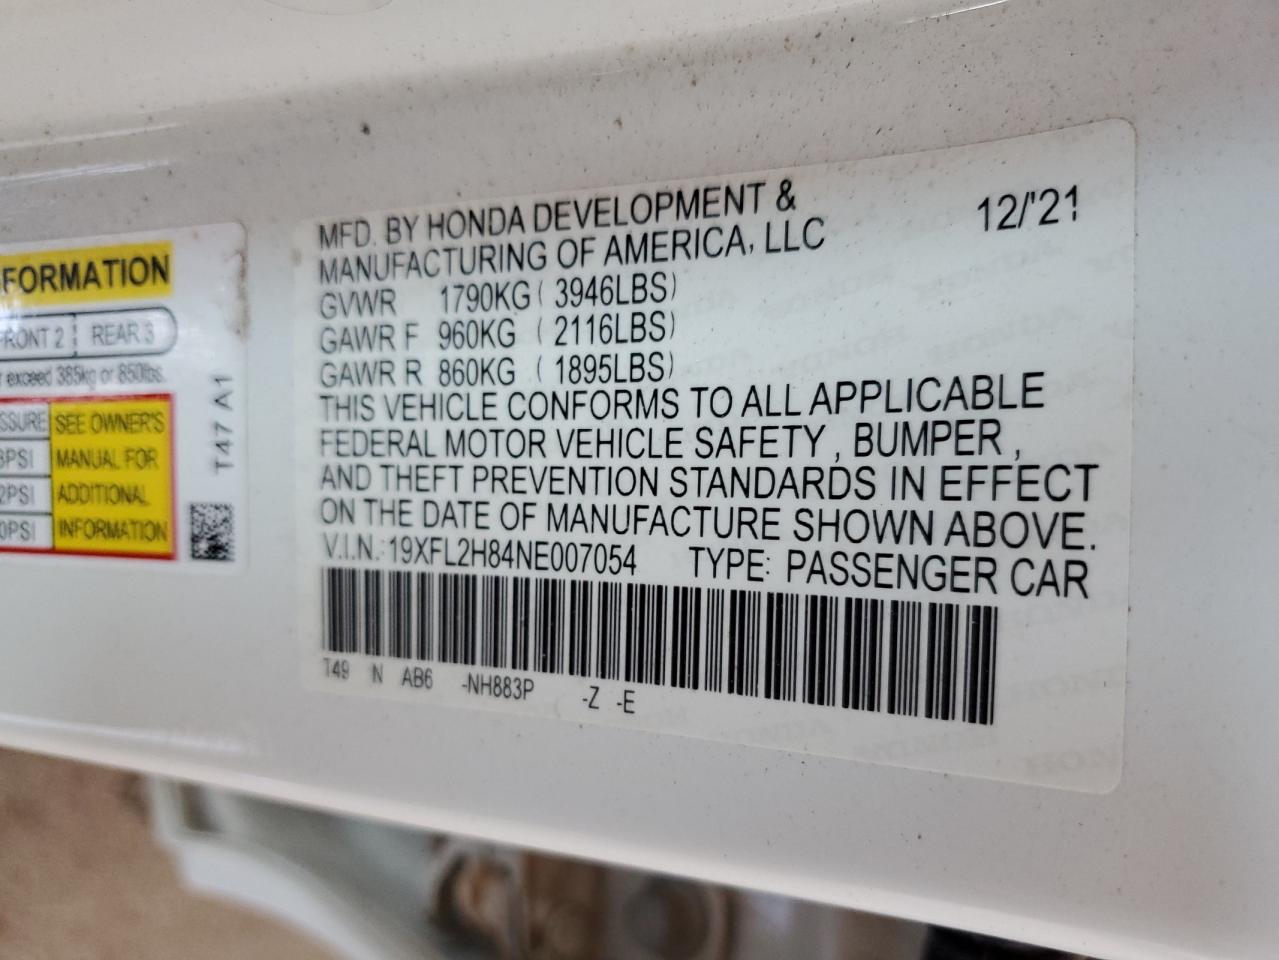 FORMATION
FRONT 2 REAR 3
exceed 385kg or 850lbs.
SEE OWNER'S
MANUAL FOR
ADDITIONAL
INFORMATION
T47 A1
MFD. BY HONDA DEVELOPMENT &
MANUFACTURING OF AMERICA, LLC
12/'21
GVWR 1790KG ( 3946LBS)
GAWR F 960KG ( 2116LBS)
GAWR R 860KG ( 1895LBS)
THIS VEHICLE CONFORMS TO ALL APPLICABLE
FEDERAL MOTOR VEHICLE SAFETY , BUMPER ,
AND THEFT PREVENTION STANDARDS IN EFFECT
ON THE DATE OF MANUFACTURE SHOWN ABOVE.
V.I.N.: 19XFL2H84NE007054 TYPE: PASSENGER CAR
T49 N AB6 -NH883P -Z -E